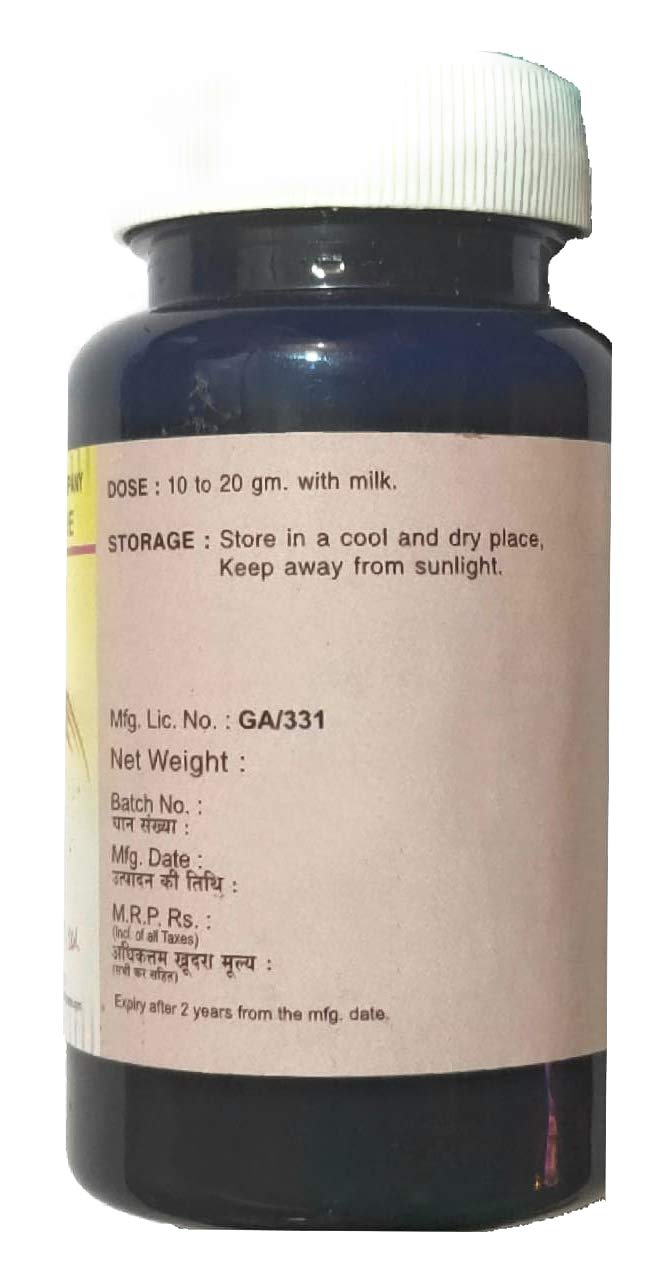 DOSE : 10 to 20 gm. with milk.
STORAGE : Store in a cool and dry place,
Keep away from sunlight.
Mfg. Lic. No. : GA/331
Net Weight :
Batch No. :
घान संख्या :
Mfg. Date :
उत्पादन की तिथि :
M.R.P. Rs. :
(Incl. of all Taxes)
अधिकत्तम खूदरा मूल्य :
(सभी कर सहित)
Expiry after 2 years from the mfg. date.